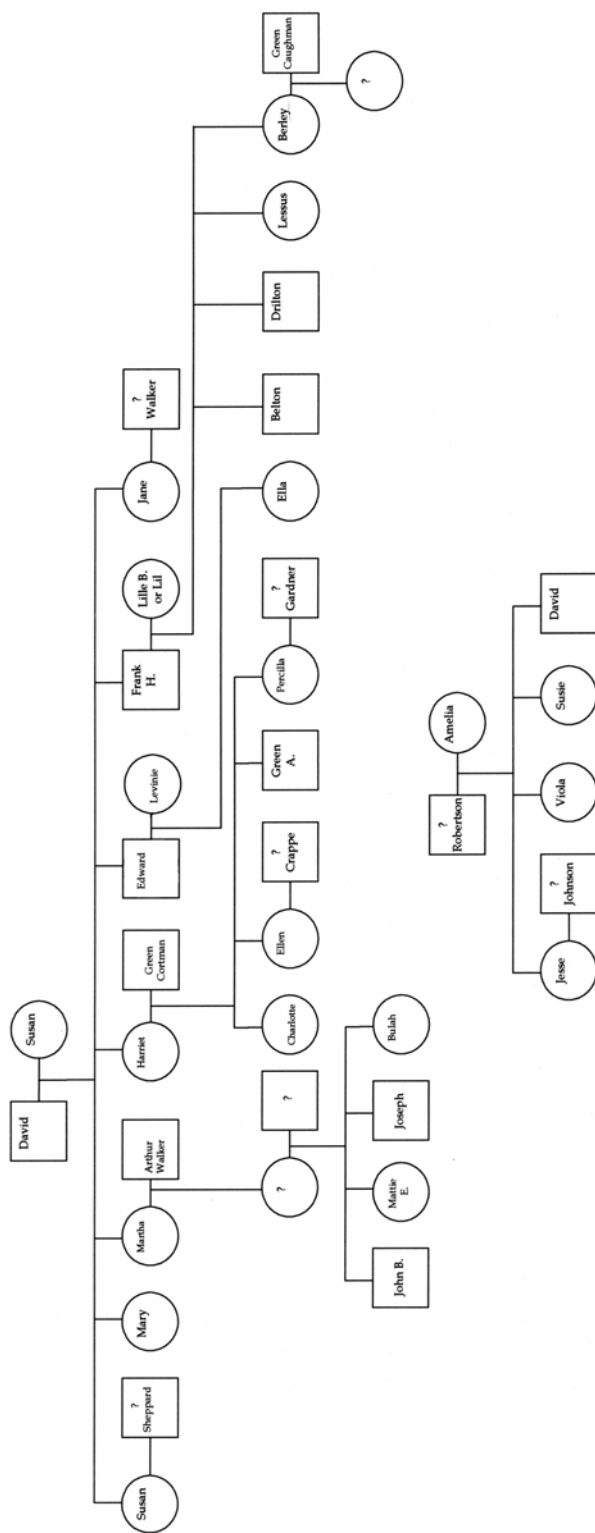 David
Susan
Susan
?
Sheppard
Mary
Martha
Arthur
Walker
Harriet
Green
Cortman
Edward
Levinie
Frank
H.
Lille B.
or Lil
Jane
?
Walker
?
?
Charlotte
Ellen
?
Crappe
Green
A.
Percilla
?
Gardner
Ella
Belton
Drilton
Lessus
Berley
Green
Caughman
?
John B.
Mattie
E.
Joseph
Bulah
?
Robertson
Amelia
Jesse
?
Johnson
Viola
Susie
David